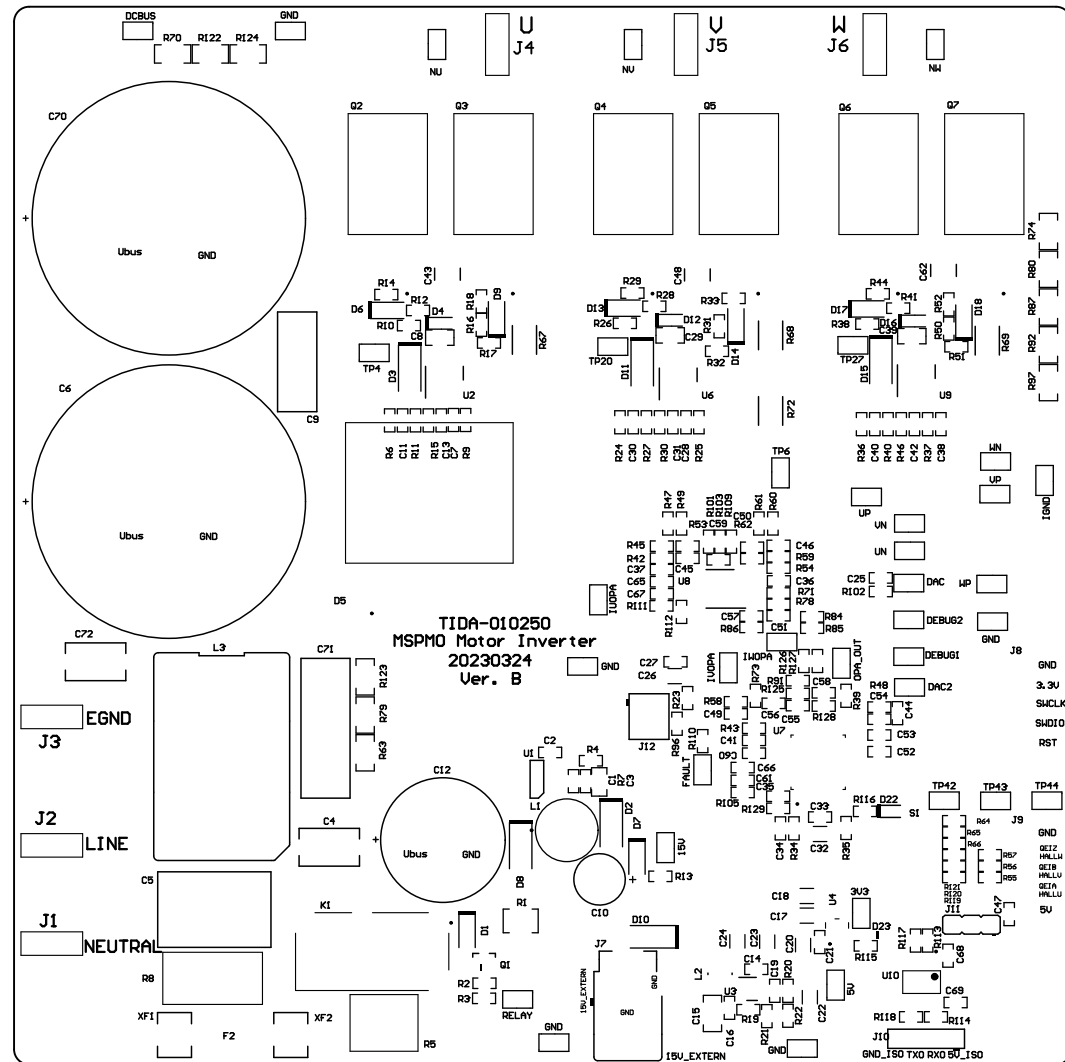 DCBUS
GND
R70 R122 R124
U
J4
V
J5
W
J6
NU
NV
NW
C70
Q2
Q3
Q4
Q5
Q6
Q7
+
Ubus
GND
R74
R80
R87
R92
R97
C43
R14
D6
R12
R10
D4
C8
R18
R16
D9
R17
R67
TP4
D3
U2
C48
R29
D13
R28
R26
D12
C29
R33
R31
R32
D14
R68
TP20
D11
U6
R72
C62
R44
D17
R41
R38
D16
C39
R52
R50
D18
R51
R69
TP27
D15
U9
C6
C9
+
Ubus
GND
R6
C11
R11
R15
C13
C7
R9
R24
C30
R27
R30
C31
C28
R25
R36
C40
R40
R46
C42
R37
C38
TP6
WN
VP
UP
IGND
VN
UN
R47
R49
R53
R101
R103
R109
C59
C50
R62
R61
R60
R45
R42
C37
C65
C67
R111
C45
U8
R112
C46
R59
R54
C36
R71
R78
C57
R86
C51
R84
R85
C25
R102
DAC
WP
DEBUG2
GND
DEBUG1
DAC2
IUOPA
D5
TIDA-010250
MSPM0 Motor Inverter
20230324
Ver. B
GND
C72
L3
C71
R123
R79
R63
EGND
J3
C27
C26
R23
J12
R96
R110
FAULT
IVOPA
IWOPA
R73
R126
R127
OPA_OUT
R91
R125
C58
R58
C49
C56
C55
R128
R39
R48
C54
C44
C53
C52
R43
C41
C60
U7
C66
C61
C35
R105
R129
J8
GND
3.3V
SWCLK
SWDIO
RST
U1
C2
R4
C1
R7
C3
C12
L1
D2
D7
+
Ubus
GND
J2
LINE
C4
C5
15V
R13
D8
C10
+
C34
R34
C33
C32
R35
R116
D22
S1
TP42
TP43
TP44
J9
R64
R65
R66
R57
R56
R55
R121
R120
R119
GND
QEIZ
HALLW
QEIB
HALLV
QEIA
HALLU
5V
J11
C47
J1
NEUTRAL
K1
R1
D1
Q1
R2
R3
RELAY
R8
XF1
F2
XF2
R5
GND
D10
J7
15V_EXTERN
GND
GND
15V_EXTERN
C18
C17
U4
3V3
D23
C24
C23
C20
C21
R115
R117
R113
C68
U10
L2
C14
C19
R20
U3
5V
C15
C16
R19
R21
R22
C22
GND
C69
R118
R114
J10
GND_ISO TX0 RX0 5V_ISO